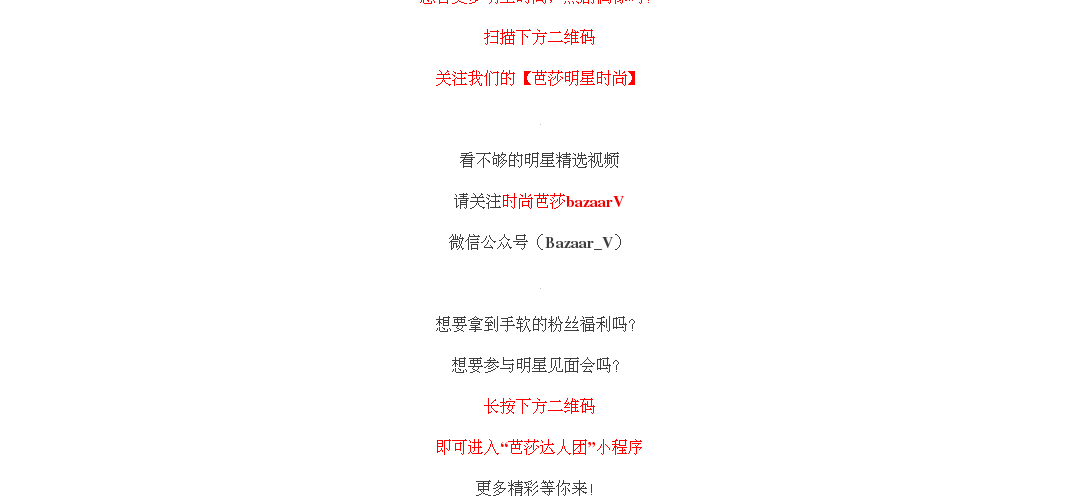 扫描下方二维码
关注我们的【芭莎明星时尚】
看不够的明星精选视频
请关注时尚芭莎bazaarV
微信公众号（Bazaar_V）
想要拿到手软的粉丝福利吗?
想要参与明星见面会吗?
长按下方二维码
即可进入“芭莎达人团”小程序
更多精彩等你来!